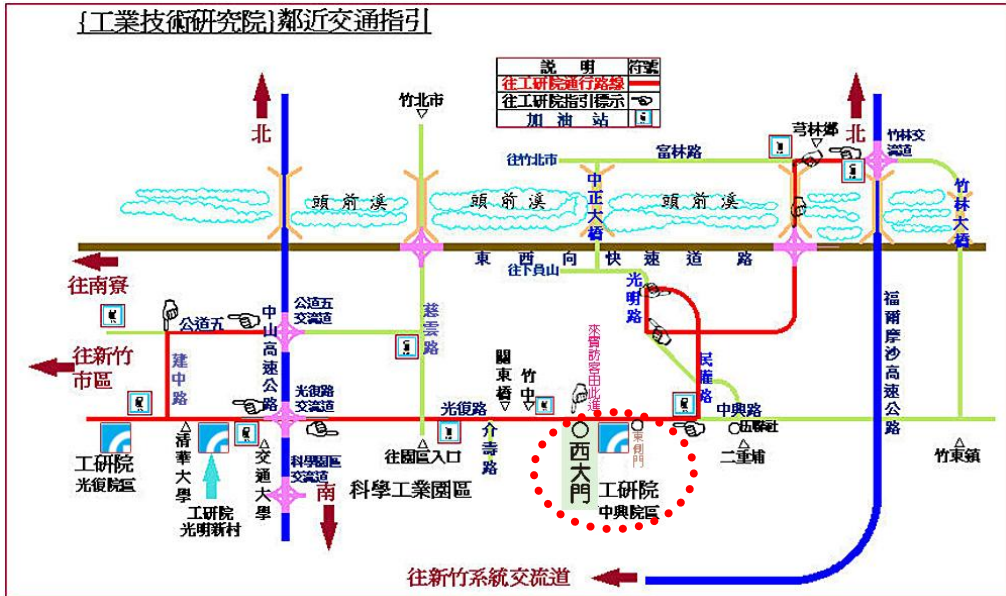 {工業技術研究院}鄰近交通指引
說 明 符號
往工研院通行路線
往工研院指引標示
加 油 站
北
竹北市
芎林鄉
北
竹林交
流道
往竹北市
富林路
中正大橋
竹林大橋
頭前溪
頭前溪
頭前溪
東西向快速道路
往南寮
往下員山
光明路
公道五
中山高速公路
公道五
交流道
慈雲路
來賓訪客由此進
福爾摩沙高速公路
往新竹
市區
建中路
關東橋
竹中
民權路
光復路
交流道
光復路
中興路
工研院
光復院區
清華大學
交通大學
科學園區
交流道
往園區入口
介壽路
西大門
東側門
二重埔
竹東鎮
工研院
光明新村
南
科學工業園區
工研院
中興院區
往新竹系統交流道